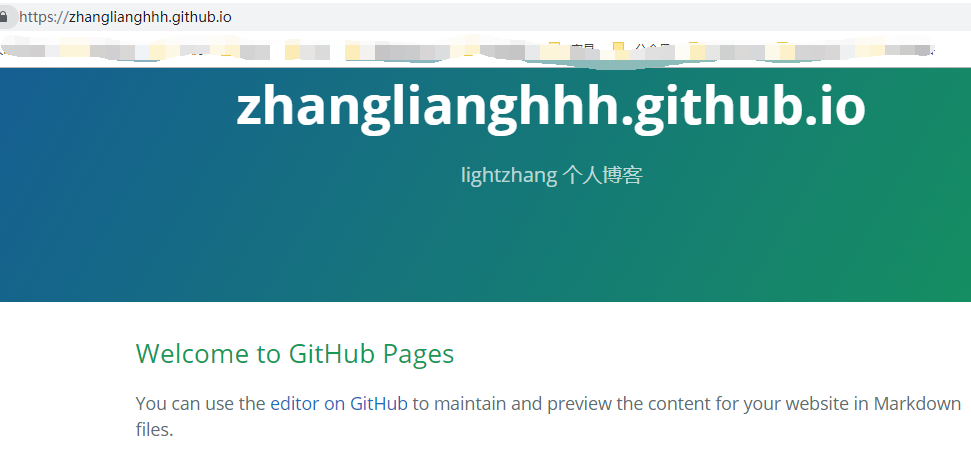 https://zhanglianghhh.github.io
zhanglianghhh.github.io
lightzhang 个人博客
Welcome to GitHub Pages
You can use the editor on GitHub to maintain and preview the content for your website in Markdown
files.